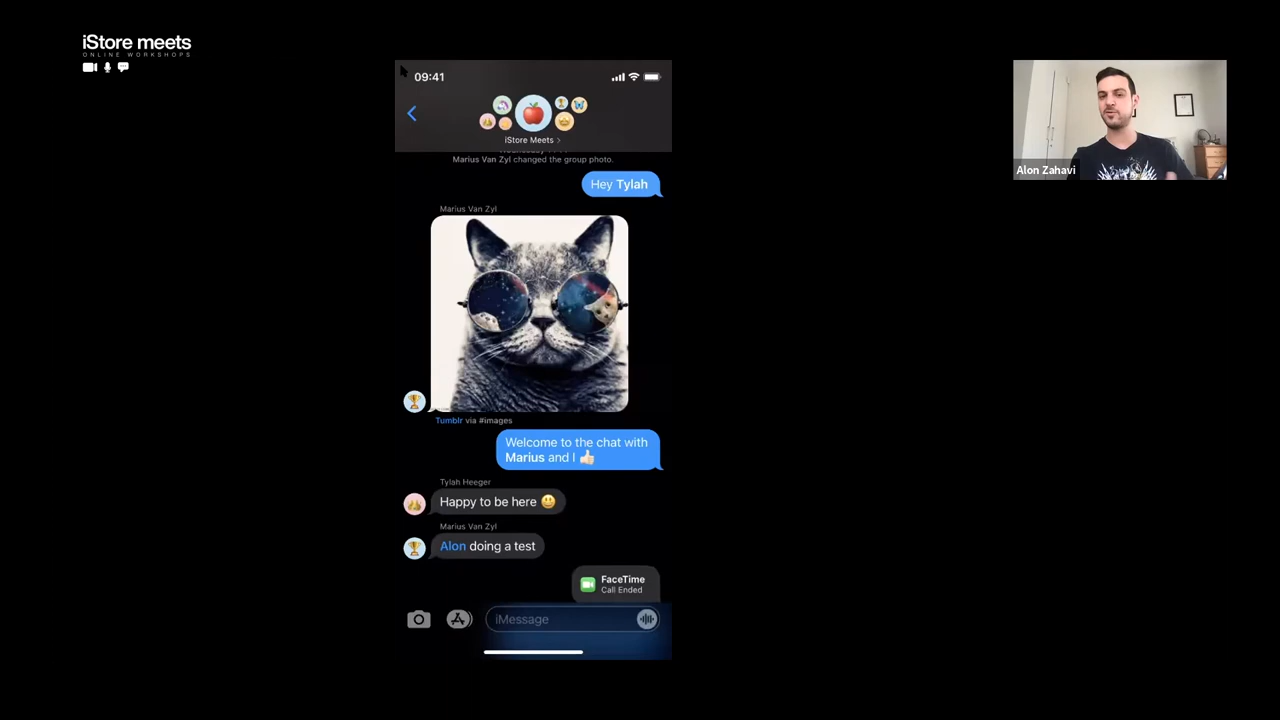 iStore meets
ONLINE WORKSHOPS
09:41
iStore Meets >
Marius Van Zyl changed the group photo.
Hey Tylah
Marius Van Zyl
Tumblr via #images
Welcome to the chat with
Marius and I 👍🏻
Tylah Heeger
Happy to be here 😃
Marius Van Zyl
Alon doing a test
FaceTime
Call Ended
iMessage
Alon Zahavi